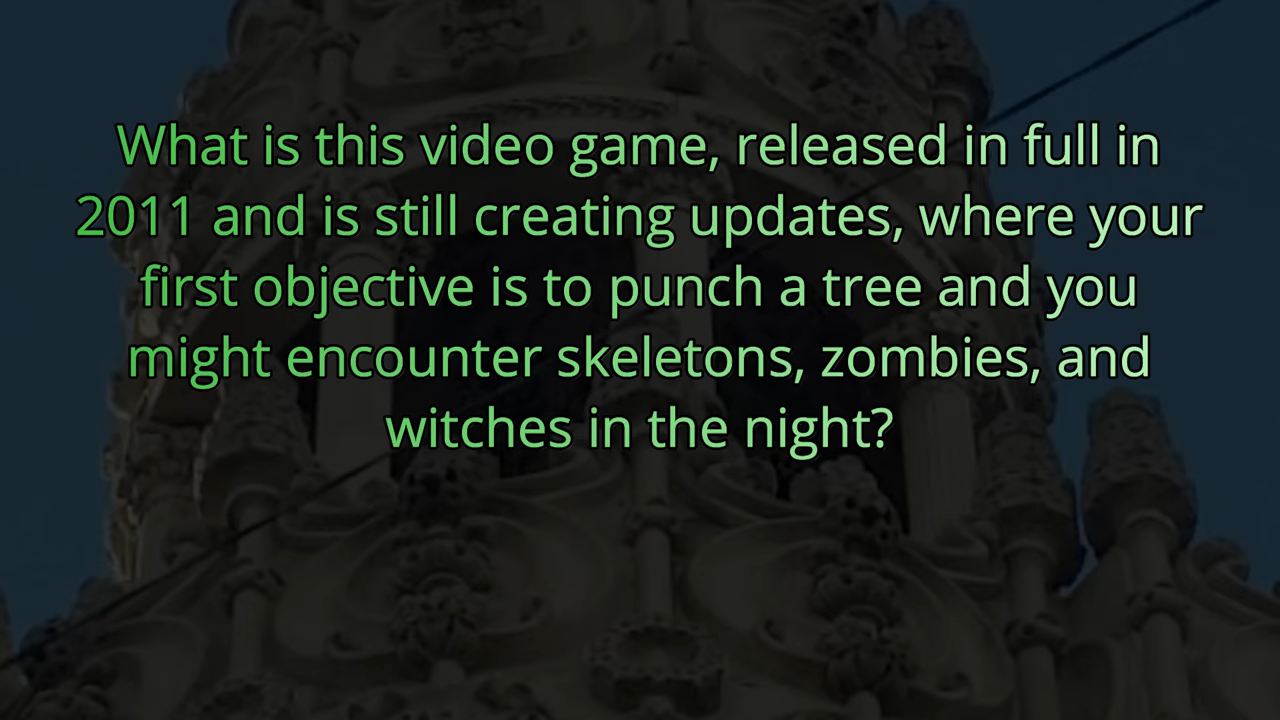 What is this video game, released in full in
2011 and is still creating updates, where your
first objective is to punch a tree and you
might encounter skeletons, zombies, and
witches in the night?